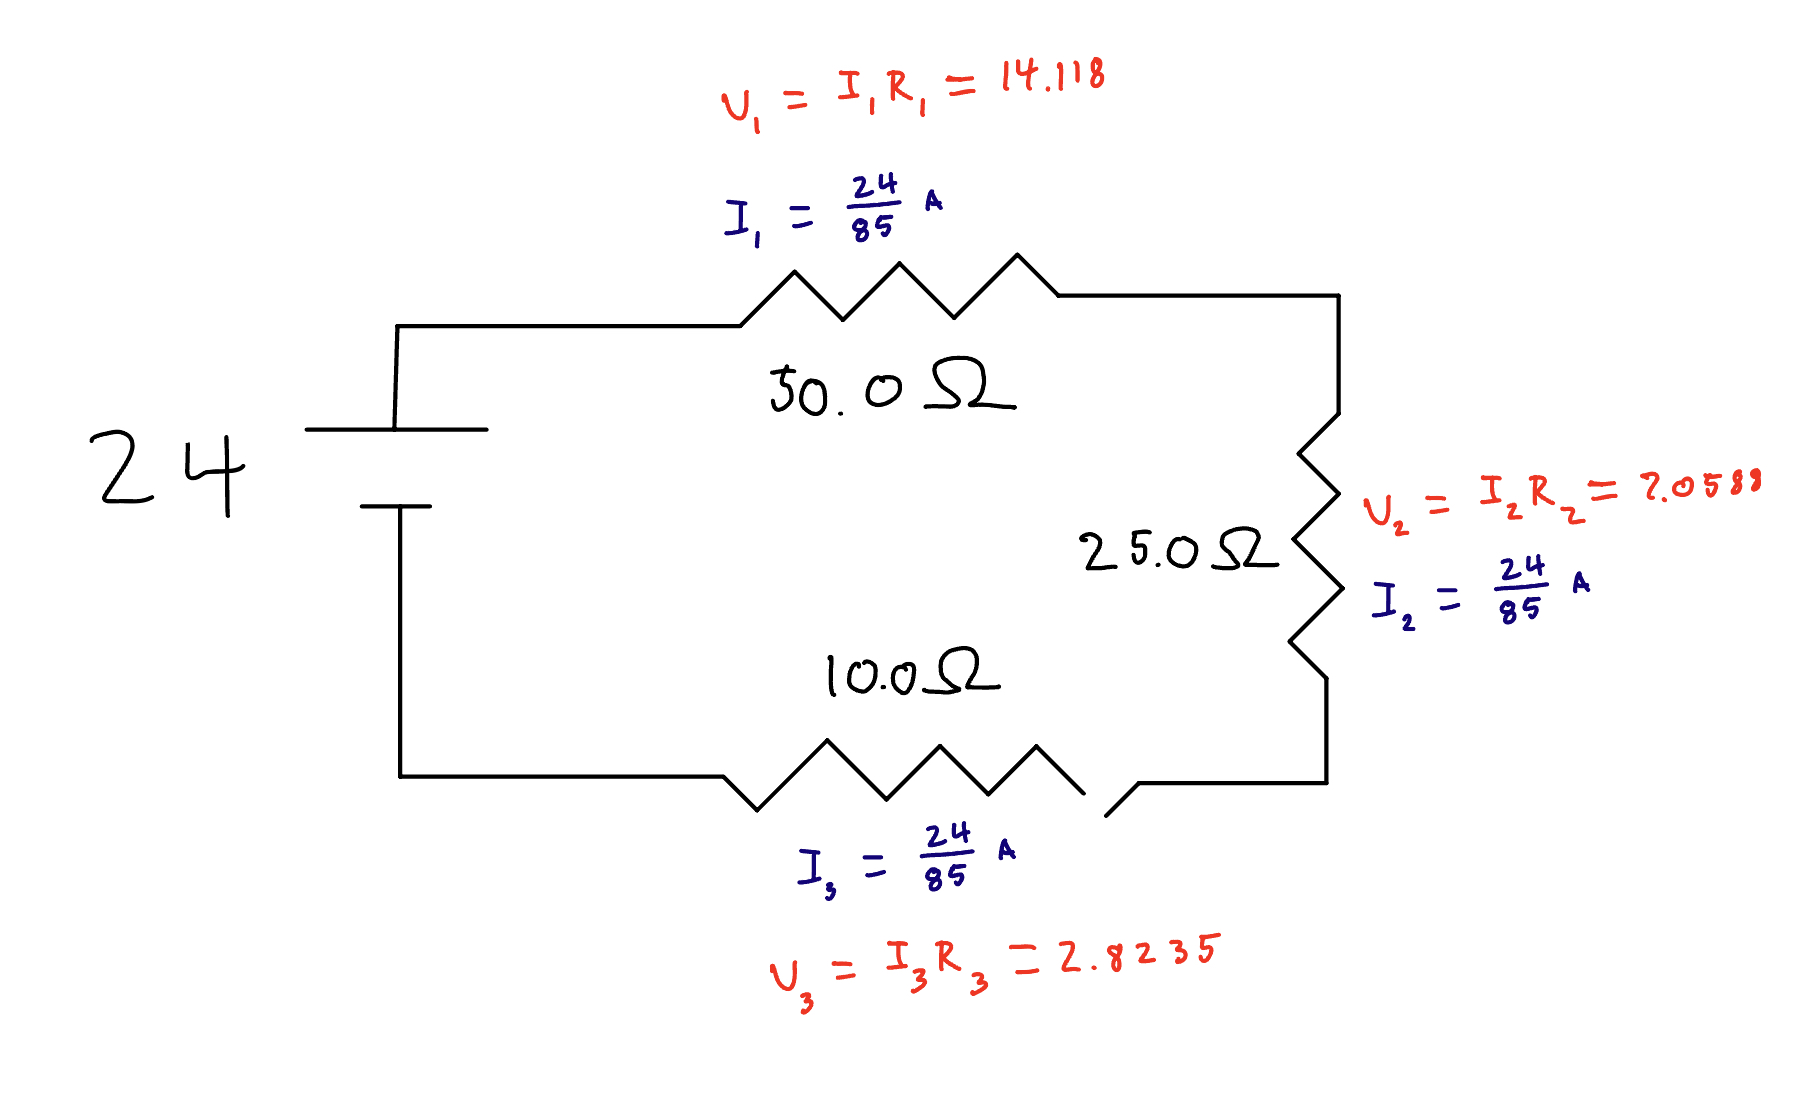 V₁ = I₁R₁ = 14.118
I₁ = 24/85 A
50.0Ω
24
V₂ = I₂R₂ = 7.0588
25.0Ω
I₂ = 24/85 A
10.0Ω
I₃ = 24/85 A
V₃ = I₃R₃ = 2.8235